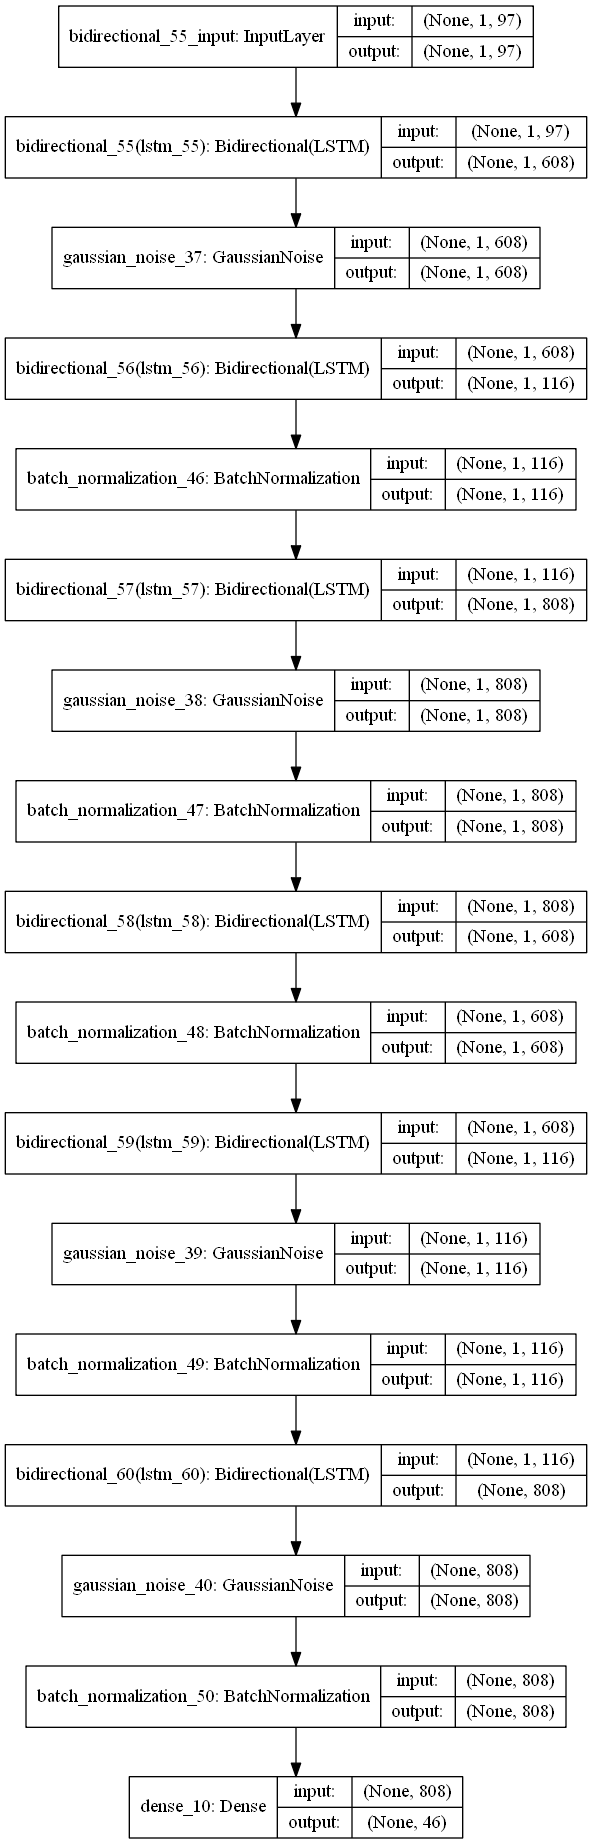 bidirectional_55_input: InputLayer
input: (None, 1, 97)
output: (None, 1, 97)
bidirectional_55(lstm_55): Bidirectional(LSTM)
input: (None, 1, 97)
output: (None, 1, 608)
gaussian_noise_37: GaussianNoise
input: (None, 1, 608)
output: (None, 1, 608)
bidirectional_56(lstm_56): Bidirectional(LSTM)
input: (None, 1, 608)
output: (None, 1, 116)
batch_normalization_46: BatchNormalization
input: (None, 1, 116)
output: (None, 1, 116)
bidirectional_57(lstm_57): Bidirectional(LSTM)
input: (None, 1, 116)
output: (None, 1, 808)
gaussian_noise_38: GaussianNoise
input: (None, 1, 808)
output: (None, 1, 808)
batch_normalization_47: BatchNormalization
input: (None, 1, 808)
output: (None, 1, 808)
bidirectional_58(lstm_58): Bidirectional(LSTM)
input: (None, 1, 808)
output: (None, 1, 608)
batch_normalization_48: BatchNormalization
input: (None, 1, 608)
output: (None, 1, 608)
bidirectional_59(lstm_59): Bidirectional(LSTM)
input: (None, 1, 608)
output: (None, 1, 116)
gaussian_noise_39: GaussianNoise
input: (None, 1, 116)
output: (None, 1, 116)
batch_normalization_49: BatchNormalization
input: (None, 1, 116)
output: (None, 1, 116)
bidirectional_60(lstm_60): Bidirectional(LSTM)
input: (None, 1, 116)
output: (None, 808)
gaussian_noise_40: GaussianNoise
input: (None, 808)
output: (None, 808)
batch_normalization_50: BatchNormalization
input: (None, 808)
output: (None, 808)
dense_10: Dense
input: (None, 808)
output: (None, 46)